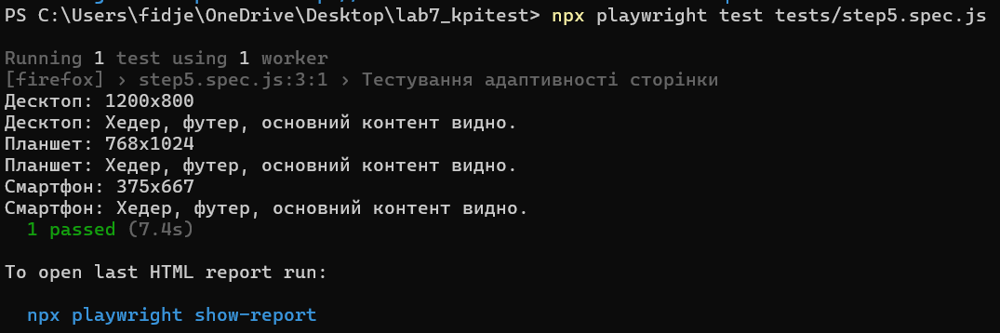 PS C:\Users\fidje\OneDrive\Desktop\lab7_kpitest> npx playwright test tests/step5.spec.js
Running 1 test using 1 worker
[firefox] › step5.spec.js:3:1 › Тестування адаптивності сторінки
Десктоп: 1200x800
Десктоп: Хедер, футер, основний контент видно.
Планшет: 768x1024
Планшет: Хедер, футер, основний контент видно.
Смартфон: 375x667
Смартфон: Хедер, футер, основний контент видно.
1 passed (7.4s)
To open last HTML report run:
npx playwright show-report